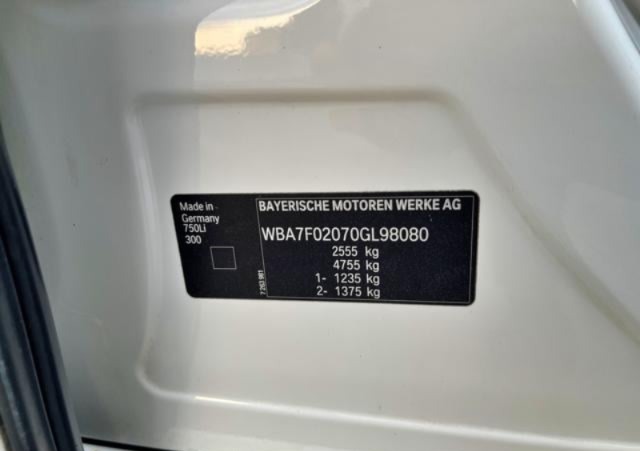 Made in
Germany
750Li
300
BAYERISCHE MOTOREN WERKE AG
WBA7F02070GL98080
2555 kg
4755 kg
1- 1235 kg
2- 1375 kg